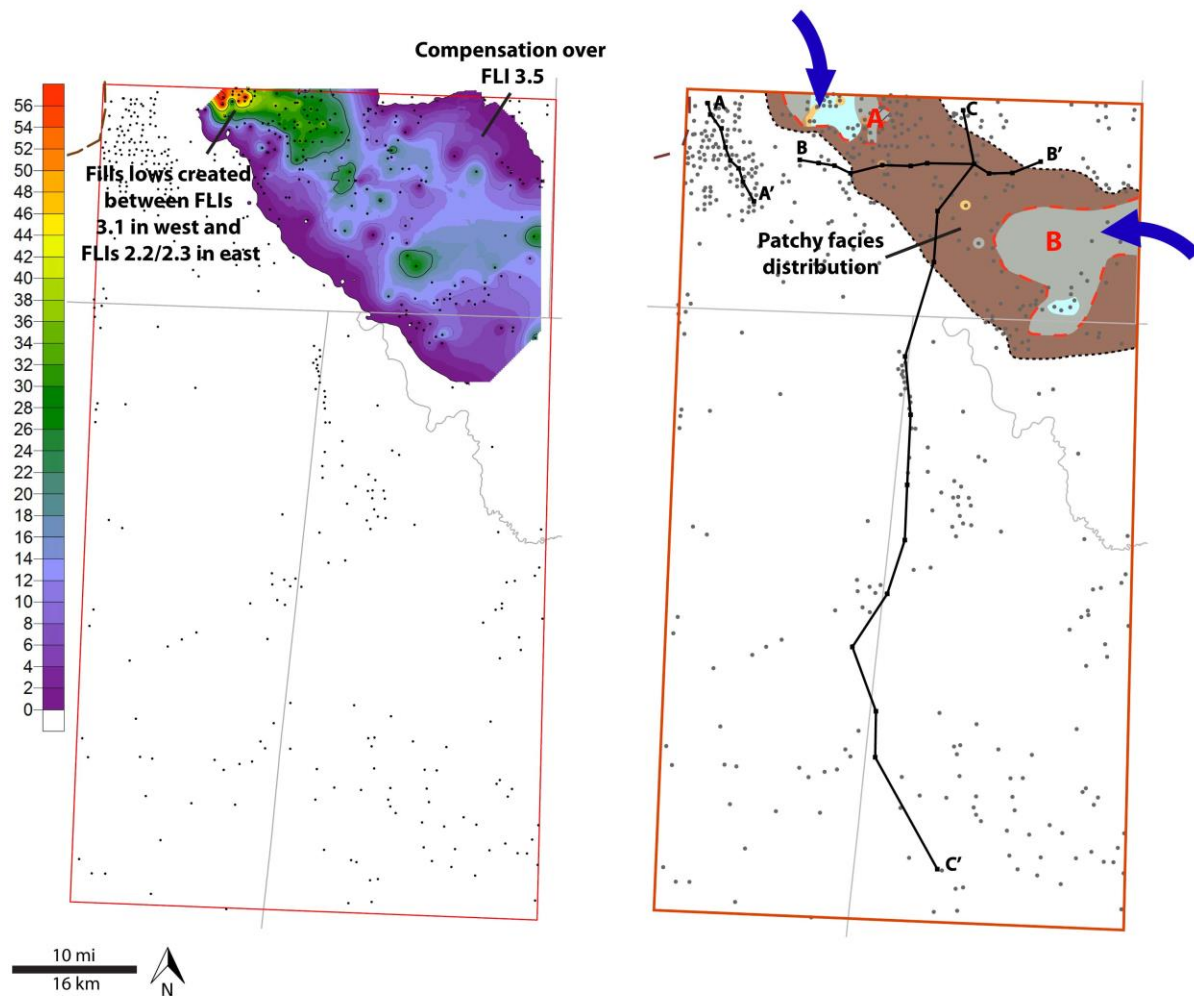 Compensation over
FLI 3.5
56
54
52
50
48
46
44
42
40
38
36
34
32
30
28
26
24
22
20
18
16
14
12
10
8
6
4
2
0
Fills lows created
between FLIs
3.1 in west and
FLIs 2.2/2.3 in east
10 mi
16 km
N
A
A
C
B
B'
A'
Patchy facies
distribution
B
C'